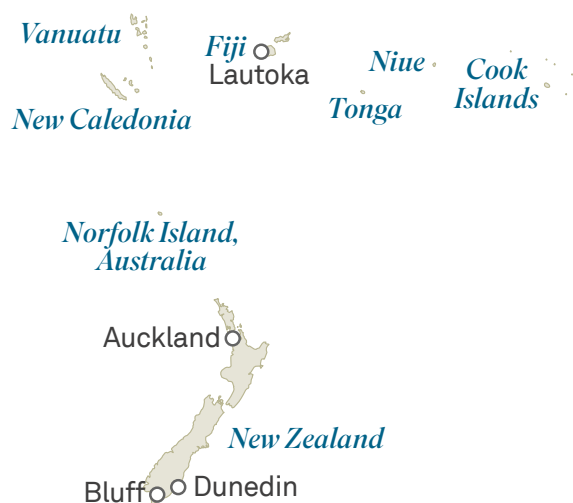 Vanuatu
Fiji
Lautoka
Niue
Cook
Islands
Tonga
New Caledonia
Norfolk Island,
Australia
Auckland
New Zealand
Bluff
Dunedin